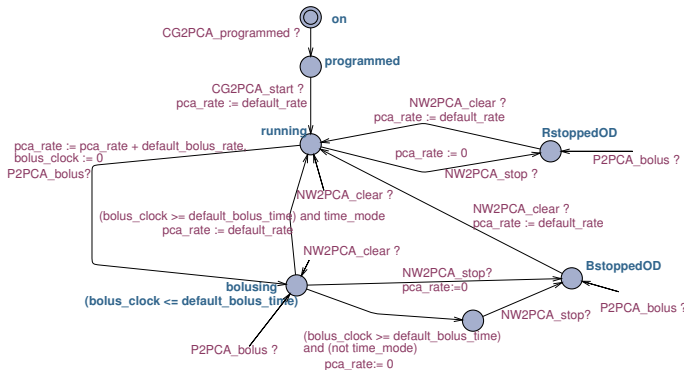 on
CG2PCA_programmed ?
programmed
CG2PCA_start ?
pca_rate := default_rate
NW2PCA_clear ?
pca_rate := default_rate
running
RstoppedOD
pca_rate := pca_rate + default_bolus_rate,
bolus_clock := 0
P2PCA_bolus?
pca_rate := 0
P2PCA_bolus ?
NW2PCA_stop ?
NW2PCA_clear ?
(bolus_clock >= default_bolus_time) and time_mode
pca_rate := default_rate
NW2PCA_clear ?
pca_rate := default_rate
NW2PCA_clear ?
BstoppedOD
NW2PCA_stop?
pca_rate:=0
bolusing
(bolus_clock <= default_bolus_time)
P2PCA_bolus ?
NW2PCA_stop?
(bolus_clock >= default_bolus_time)
and (not time_mode)
pca_rate:= 0
P2PCA_bolus ?